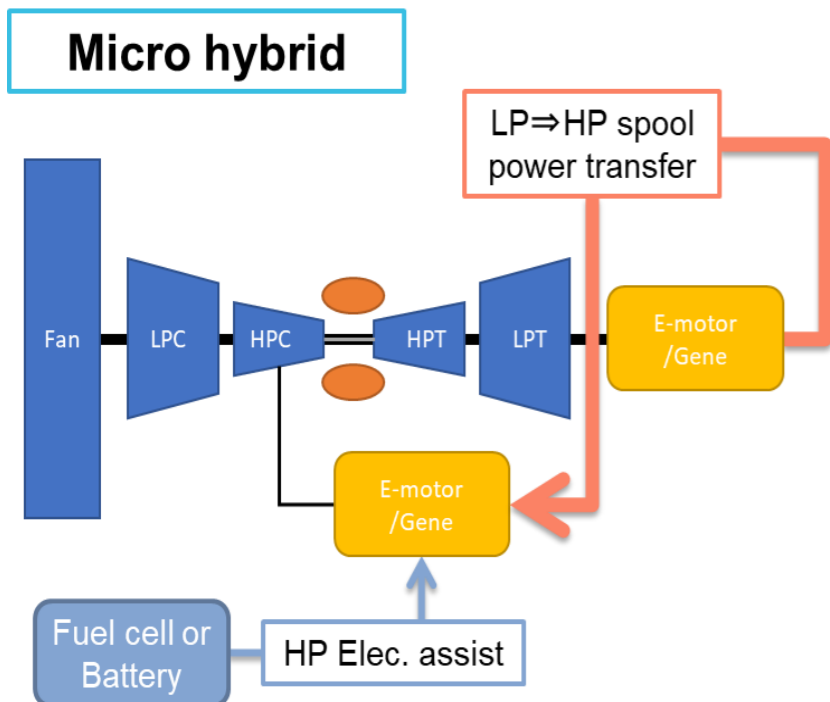 Micro hybrid
LP⇒HP spool
power transfer
Fan
LPC
HPC
HPT
LPT
E-motor
/Gene
E-motor
/Gene
Fuel cell or
Battery
HP Elec. assist